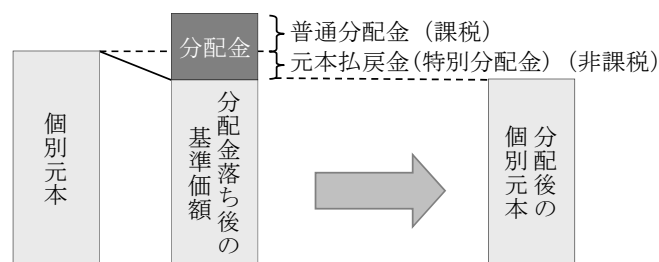 分配金
普通分配金（課税）
元本払戻金(特別分配金)（非課税）
個別元本
分配金落ち後の
基準価額
分配後の
個別元本